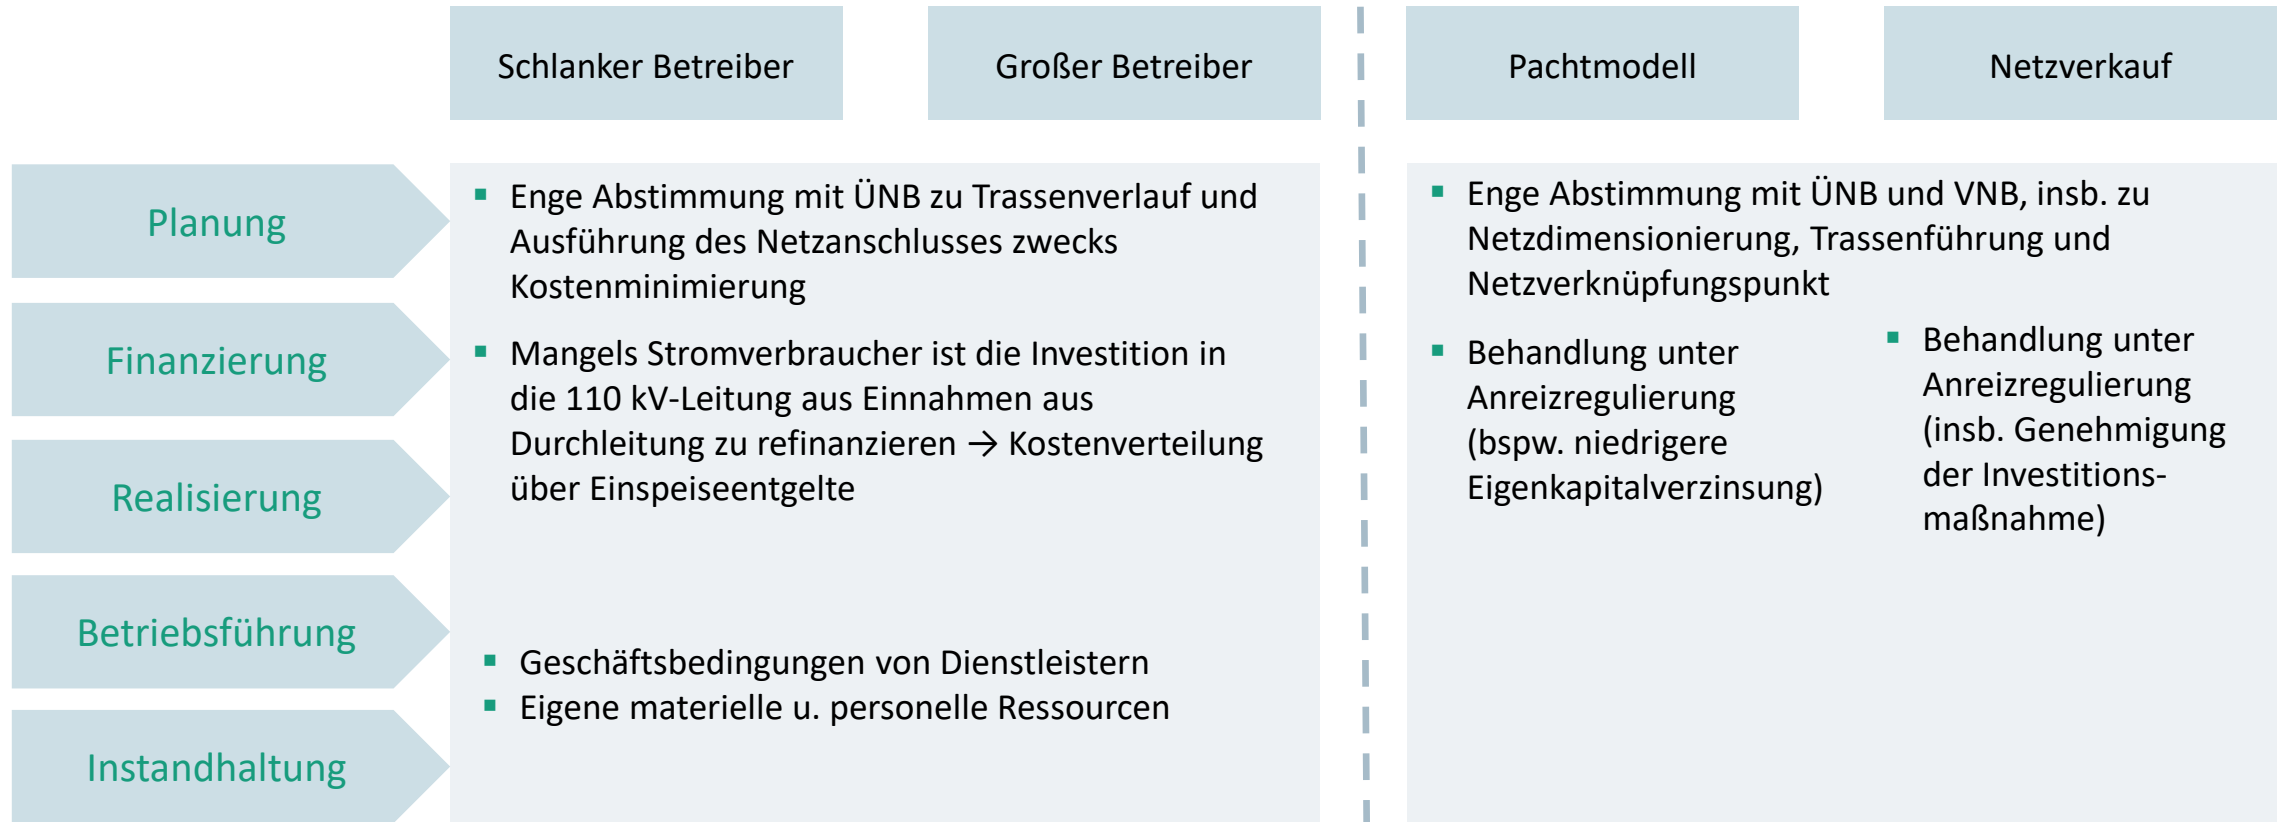 Schlanker Betreiber
Großer Betreiber
Pachtmodell
Netzverkauf
Planung
Finanzierung
Realisierung
Betriebsführung
Instandhaltung
▪ Enge Abstimmung mit ÜNB zu Trassenverlauf und
Ausführung des Netzanschlusses zwecks
Kostenminimierung
▪ Mangels Stromverbraucher ist die Investition in
die 110 kV-Leitung aus Einnahmen aus
Durchleitung zu refinanzieren → Kostenverteilung
über Einspeiseentgelte
▪ Geschäftsbedingungen von Dienstleistern
▪ Eigene materielle u. personelle Ressourcen
▪ Enge Abstimmung mit ÜNB und VNB, insb. zu
Netzdimensionierung, Trassenführung und
Netzverknüpfungspunkt
▪ Behandlung unter
Anreizregulierung
(bspw. niedrigere
Eigenkapitalverzinsung)
▪ Behandlung unter
Anreizregulierung
(insb. Genehmigung
der Investitions-
maßnahme)